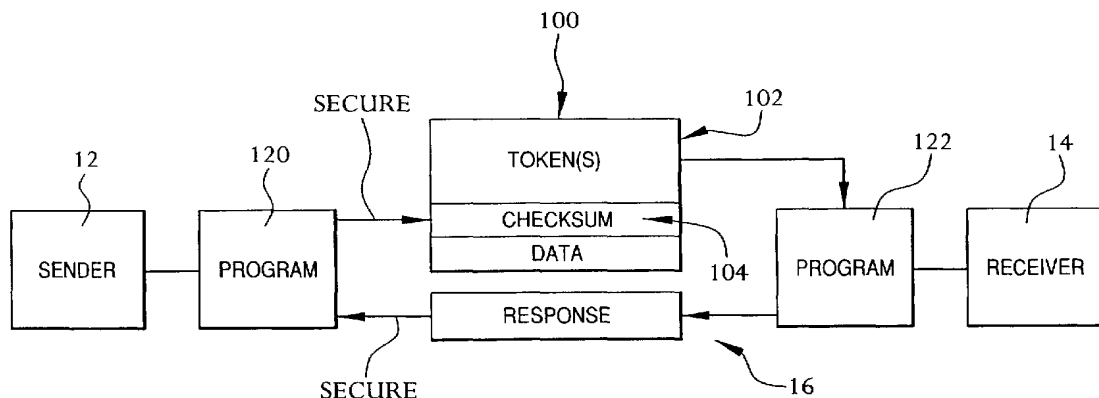 100
SECURE
102
12
120
TOKEN(S)
122
14
CHECKSUM
SENDER
PROGRAM
DATA
104
PROGRAM
RECEIVER
RESPONSE
SECURE
16